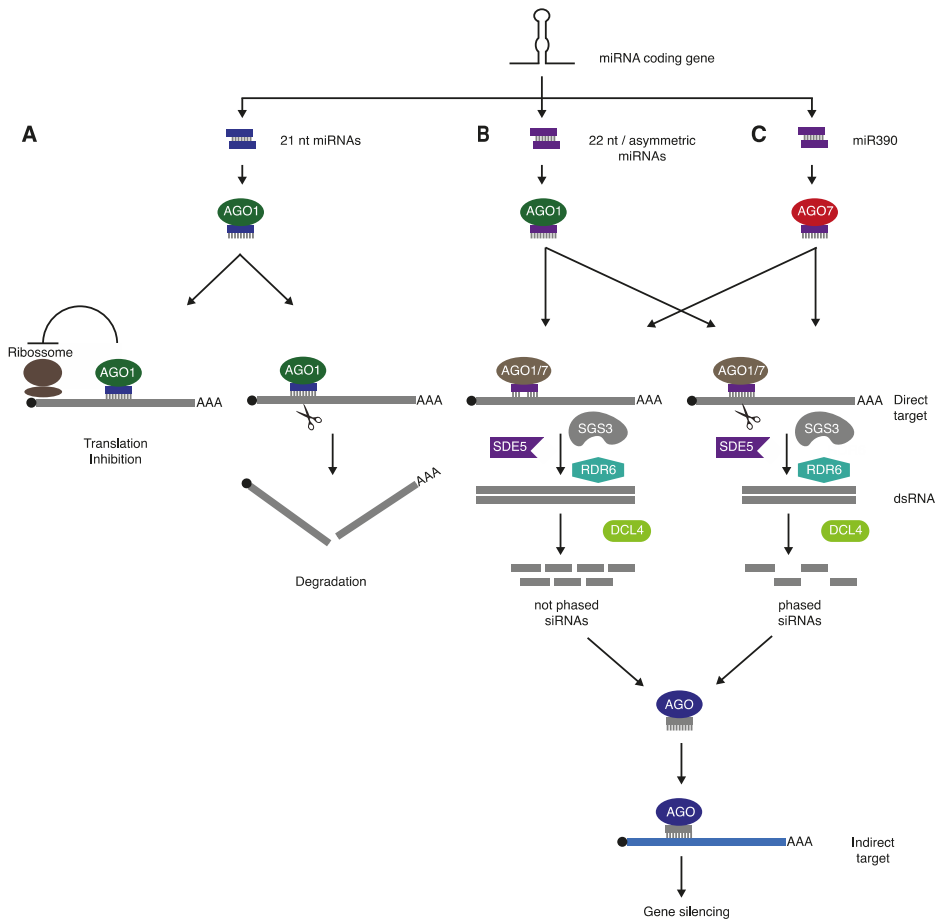 miRNA coding gene
A
21 nt miRNAs
B
22 nt / asymmetric
miRNAs
C
miR390
AGO1
AGO1
AGO7
Ribossome
AGO1
AAA
Translation
Inhibition
AGO1
AAA
AAA
Degradation
AGO1/7
AAA
SGS3
SDE5
RDR6
DCL4
not phased
siRNAs
AGO1/7
AAA
Direct
target
SGS3
SDE5
RDR6
dsRNA
DCL4
phased
siRNAs
AGO
AGO
AAA
Indirect
target
Gene silencing